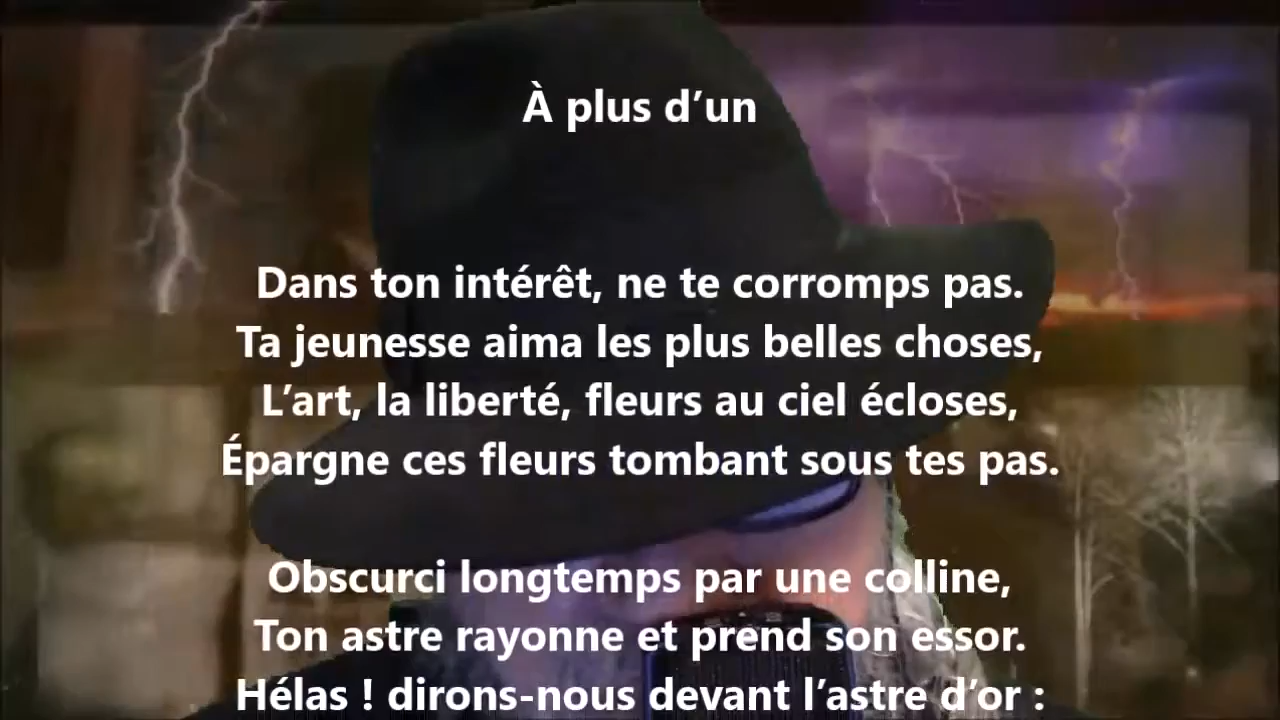 À plus d’un
Dans ton intérêt, ne te corromps pas.
Ta jeunesse aima les plus belles choses,
L’art, la liberté, fleurs au ciel écloses,
Épargne ces fleurs tombant sous tes pas.
Obscurci longtemps par une colline,
Ton astre rayonne et prend son essor.
Hélas ! dirons-nous devant l’astre d’or :